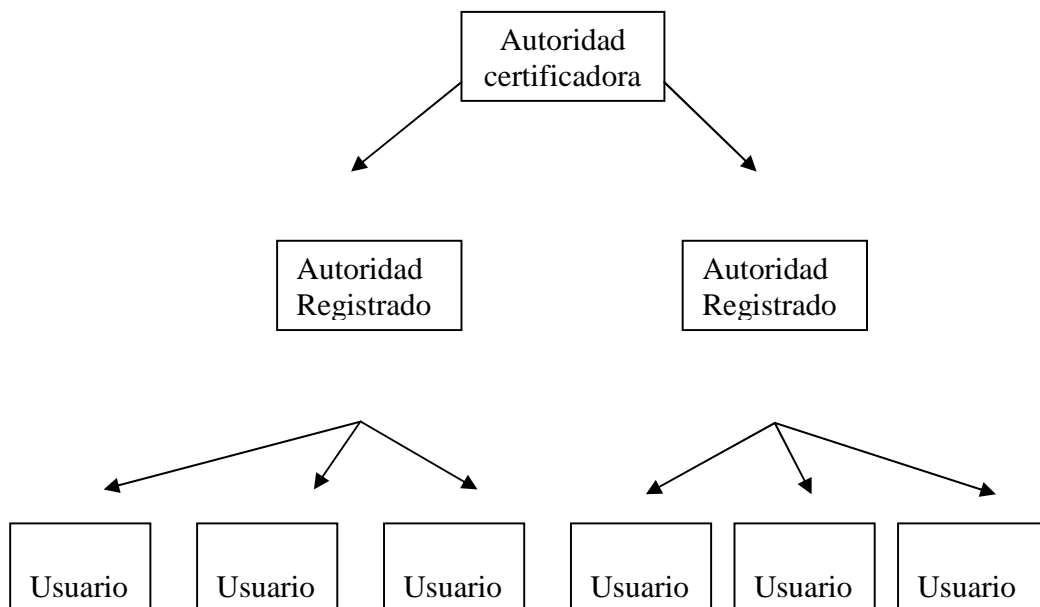 Autoridad
certificadora
Autoridad
Registrado
Autoridad
Registrado
Usuario
Usuario
Usuario
Usuario
Usuario
Usuario